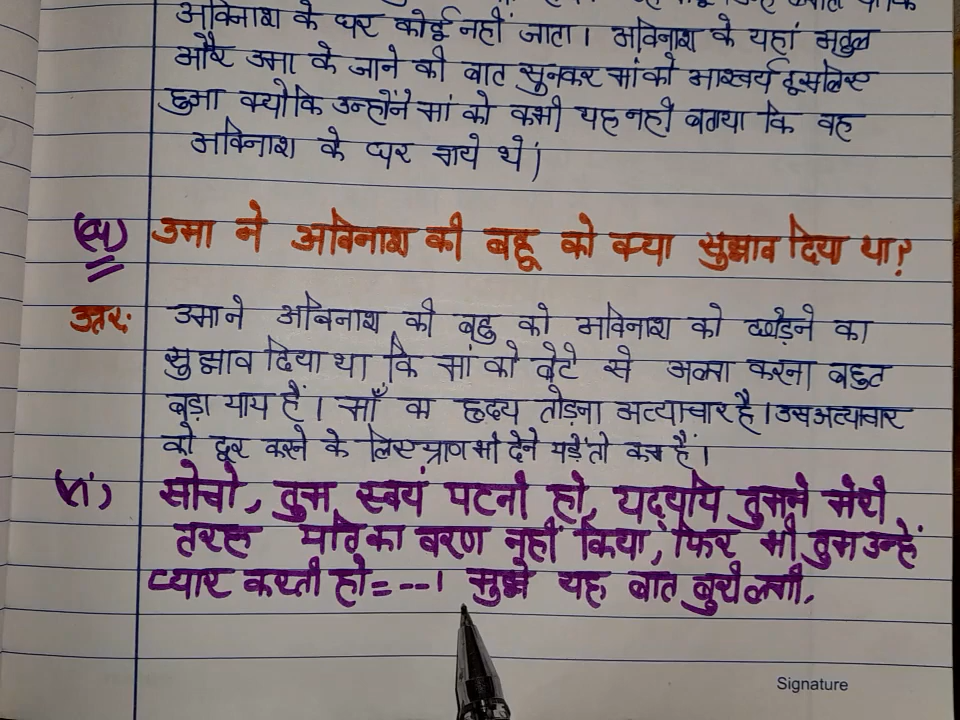 अविनाश के घर कोई नहीं जाता। अविनाश के यहां अतुल
और उमा के जाने की बात सुनकर मां को आश्चर्य इसलिए
हुआ क्योंकि उन्होंने मां को कभी यह नहीं बताया कि वह
अविनाश के घर गये थे।
(घ) उमा ने अविनाश की बहू को क्या सुझाव दिया था?
उत्तर: उमा ने अविनाश की बहु को अविनाश को छोड़ने का
सुझाव दिया था कि मां को बेटे से अलग करना बहुत
बड़ा पाप है। माँ का हृदय तोड़ना अत्याचार है। उस अत्याचार
को दूर करने के लिए प्राण भी देने पड़ें तो कम हैं।
सोचो, तुम स्वयं पत्नी हो, यद्यपि तुमने मेरी
तरह पति का वरण नहीं किया, फिर भी तुम उन्हें
प्यार करती हो=---। मुझे यह बात बुरी लगी.
Signature